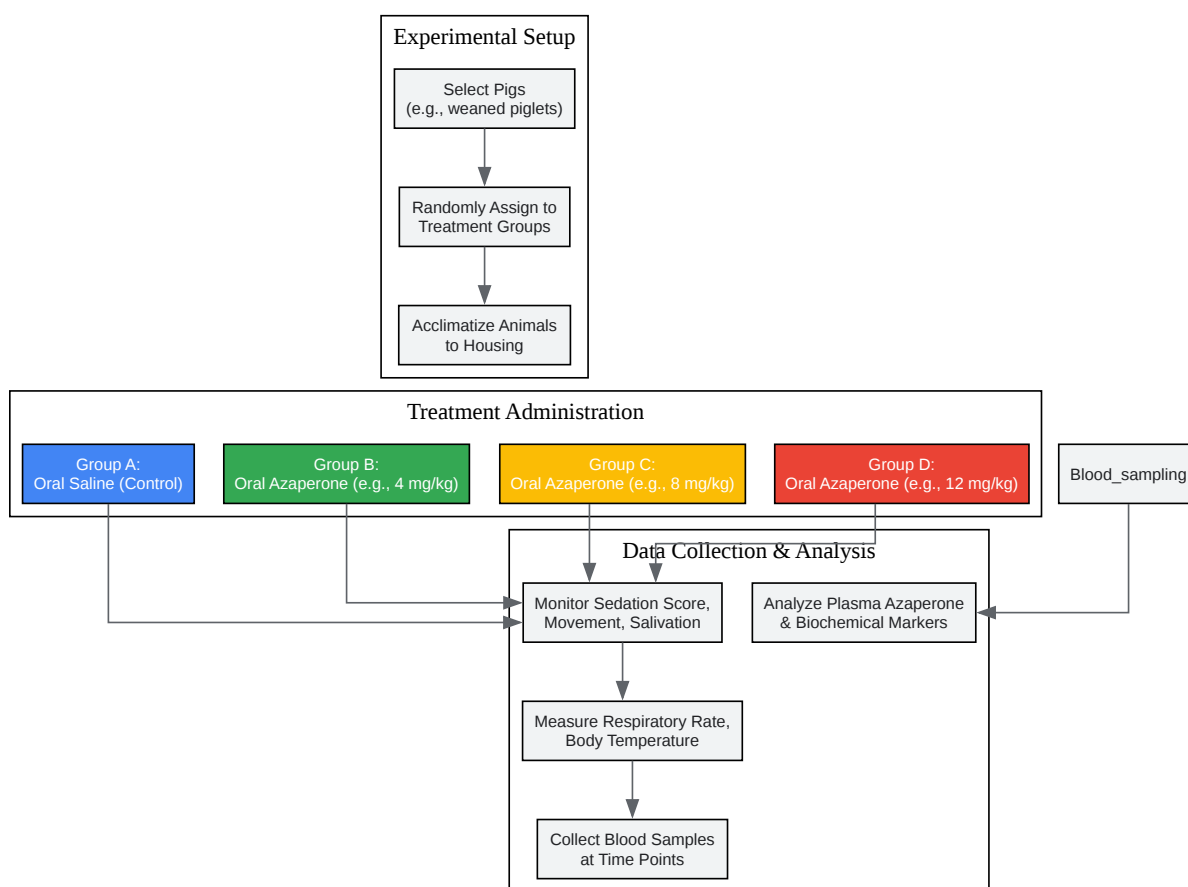 Experimental Setup
Select Pigs
(e.g., weaned piglets)
Randomly Assign to
Treatment Groups
Acclimatize Animals
to Housing
Treatment Administration
Group A:
Oral Saline (Control)
Group B:
Oral Azaperone (e.g., 4 mg/kg)
Group C:
Oral Azaperone (e.g., 8 mg/kg)
Group D:
Oral Azaperone (e.g., 12 mg/kg)
Blood_sampling
Data Collection & Analysis
Monitor Sedation Score,
Movement, Salivation
Analyze Plasma Azaperone
& Biochemical Markers
Measure Respiratory Rate,
Body Temperature
Collect Blood Samples
at Time Points